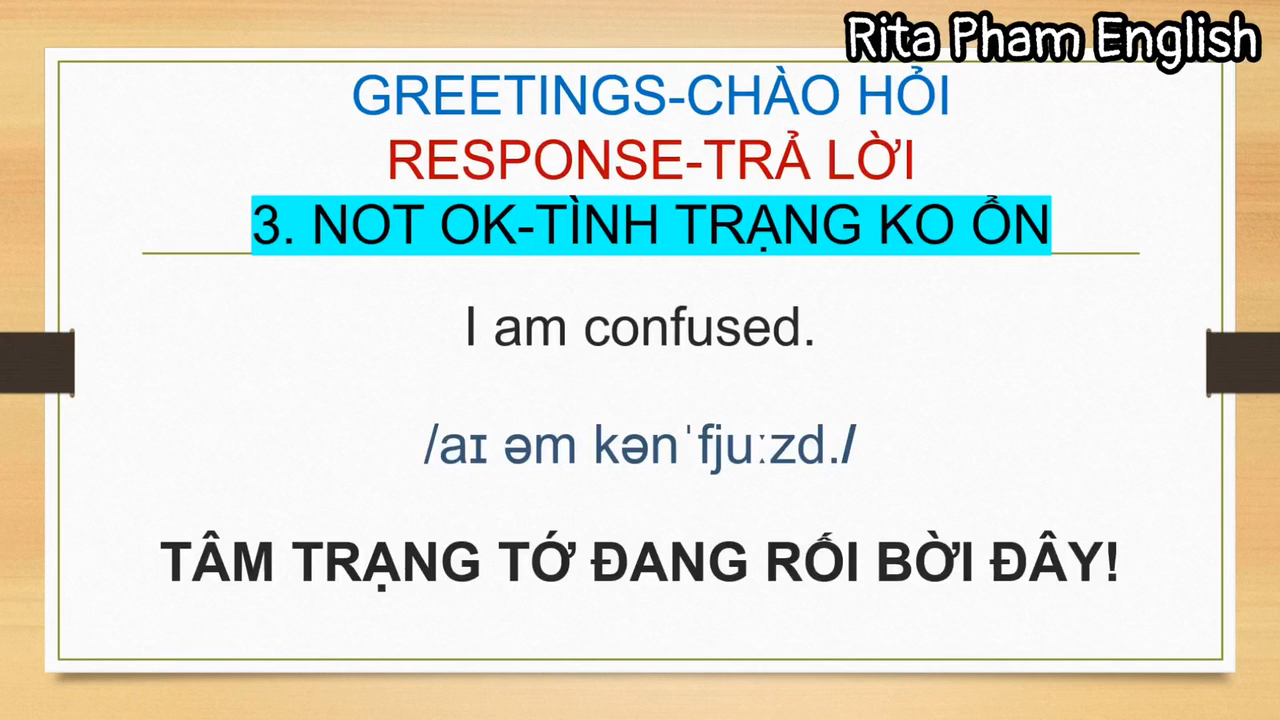 Rita Pham English
GREETINGS-CHÀO HỎI
RESPONSE-TRẢ LỜI
3. NOT OK-TÌNH TRẠNG KO ỔN
I am confused.
/aɪ əm kənˈfjuːzd./
TÂM TRẠNG TỚ ĐANG RỐI BỜI ĐÂY!